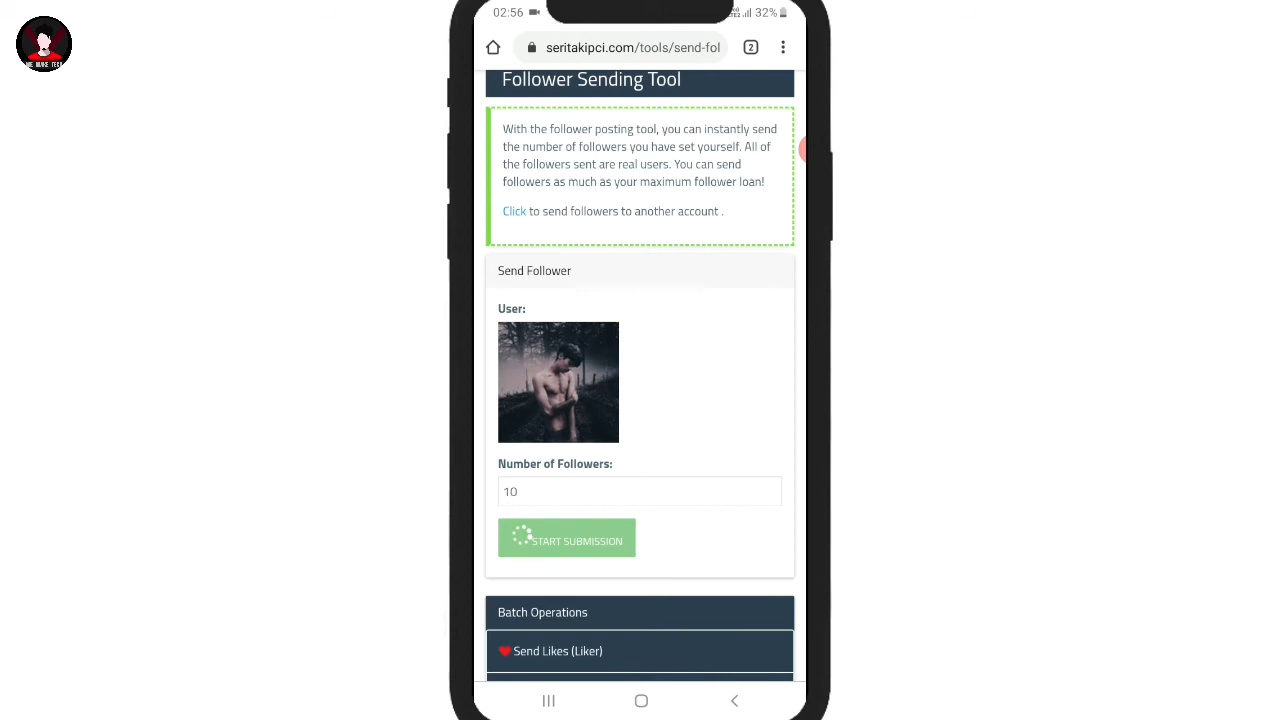 02:56
32%
seritakipci.com/tools/send-fol
2
WE MAKE TECH
Follower Sending Tool
With the follower posting tool, you can instantly send
the number of followers you have set yourself. All of
the followers sent are real users. You can send
followers as much as your maximum follower loan!
Click to send followers to another account .
Send Follower
User:
Number of Followers:
10
START SUBMISSION
Batch Operations
Send Likes (Liker)